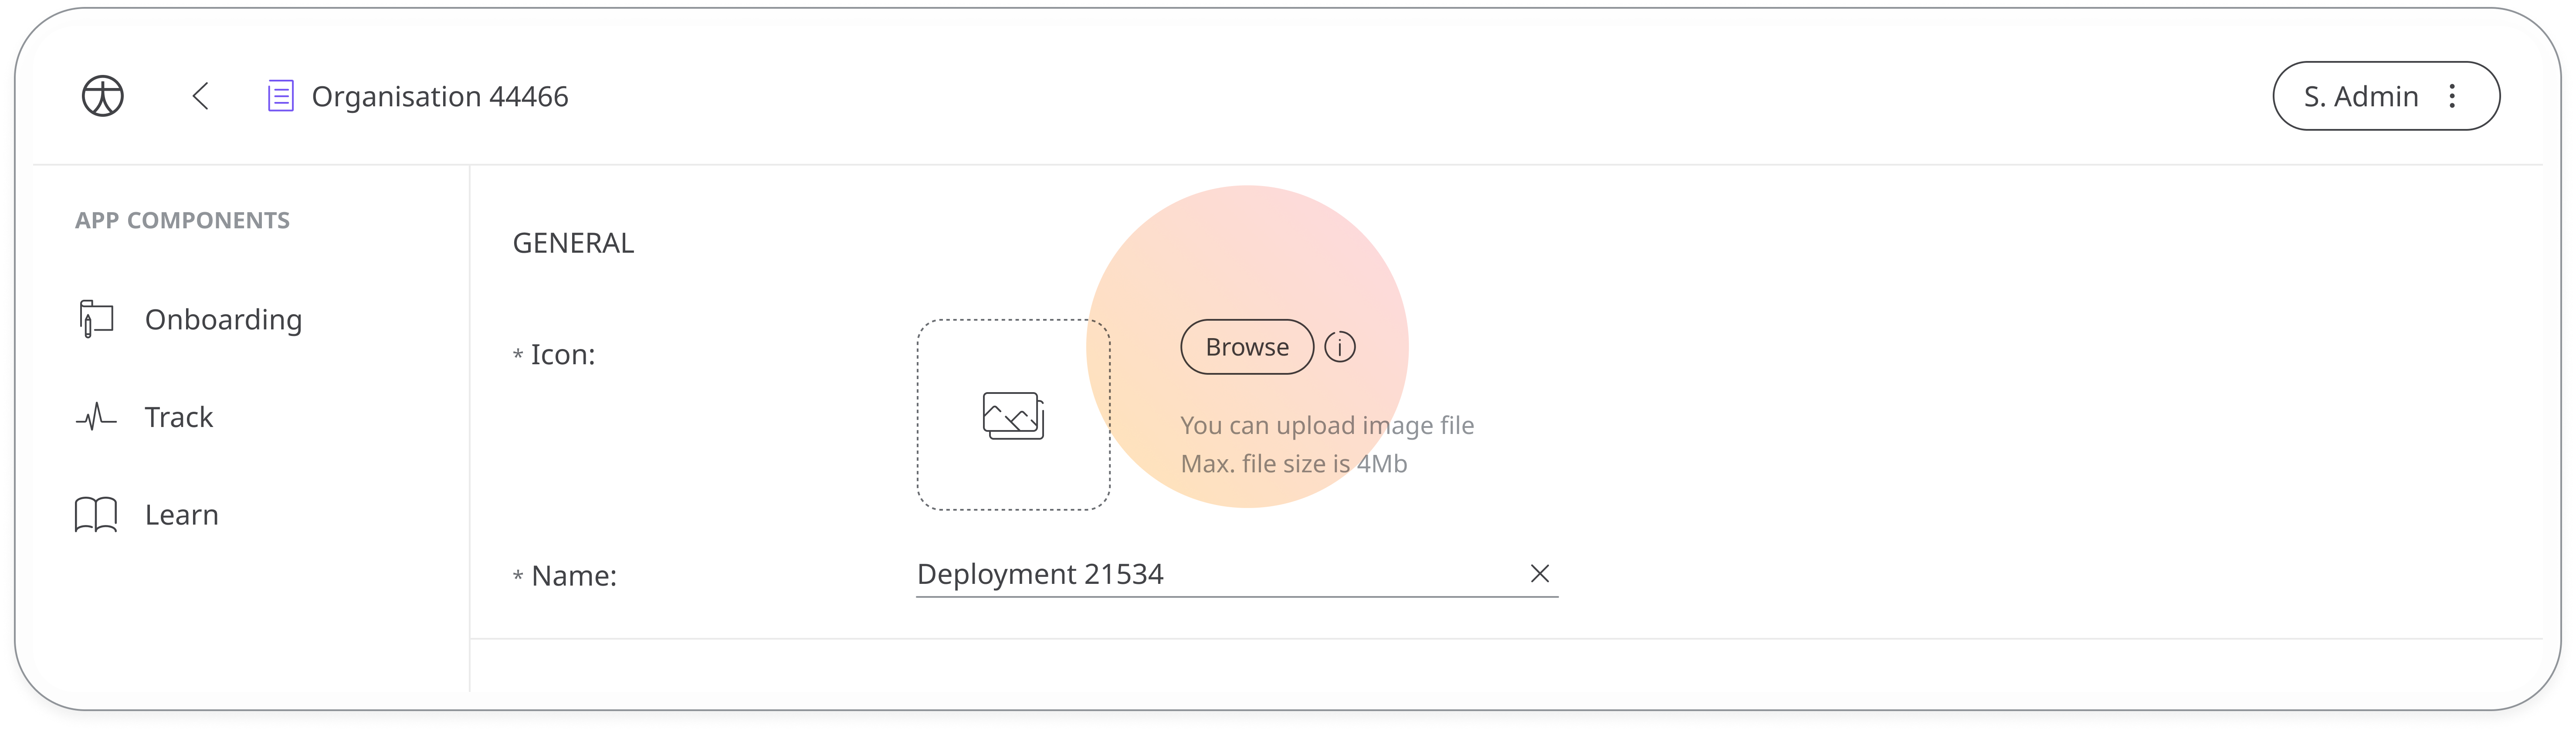 Organisation 44466
S. Admin
APP COMPONENTS
Onboarding
Track
Learn
GENERAL
* Icon:
Browse
You can upload image file
Max. file size is 4Mb
* Name:
Deployment 21534